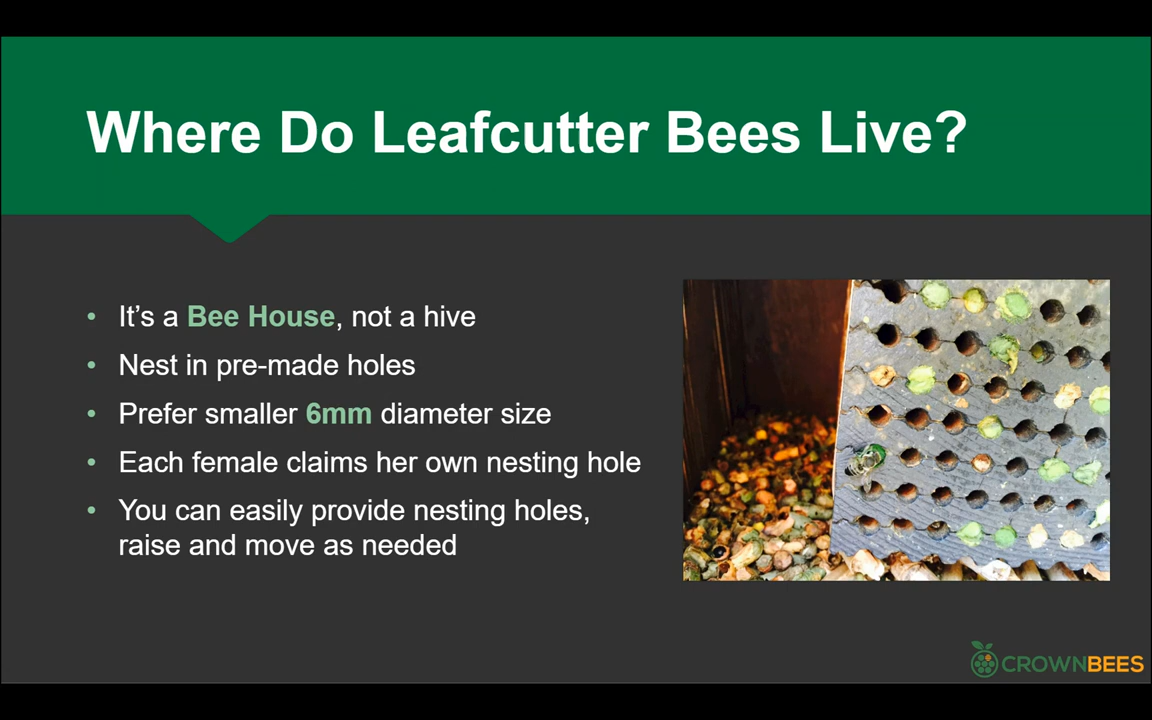 Where Do Leafcutter Bees Live?
• It’s a Bee House, not a hive
• Nest in pre-made holes
• Prefer smaller 6mm diameter size
• Each female claims her own nesting hole
• You can easily provide nesting holes,
raise and move as needed
CROWNBEES